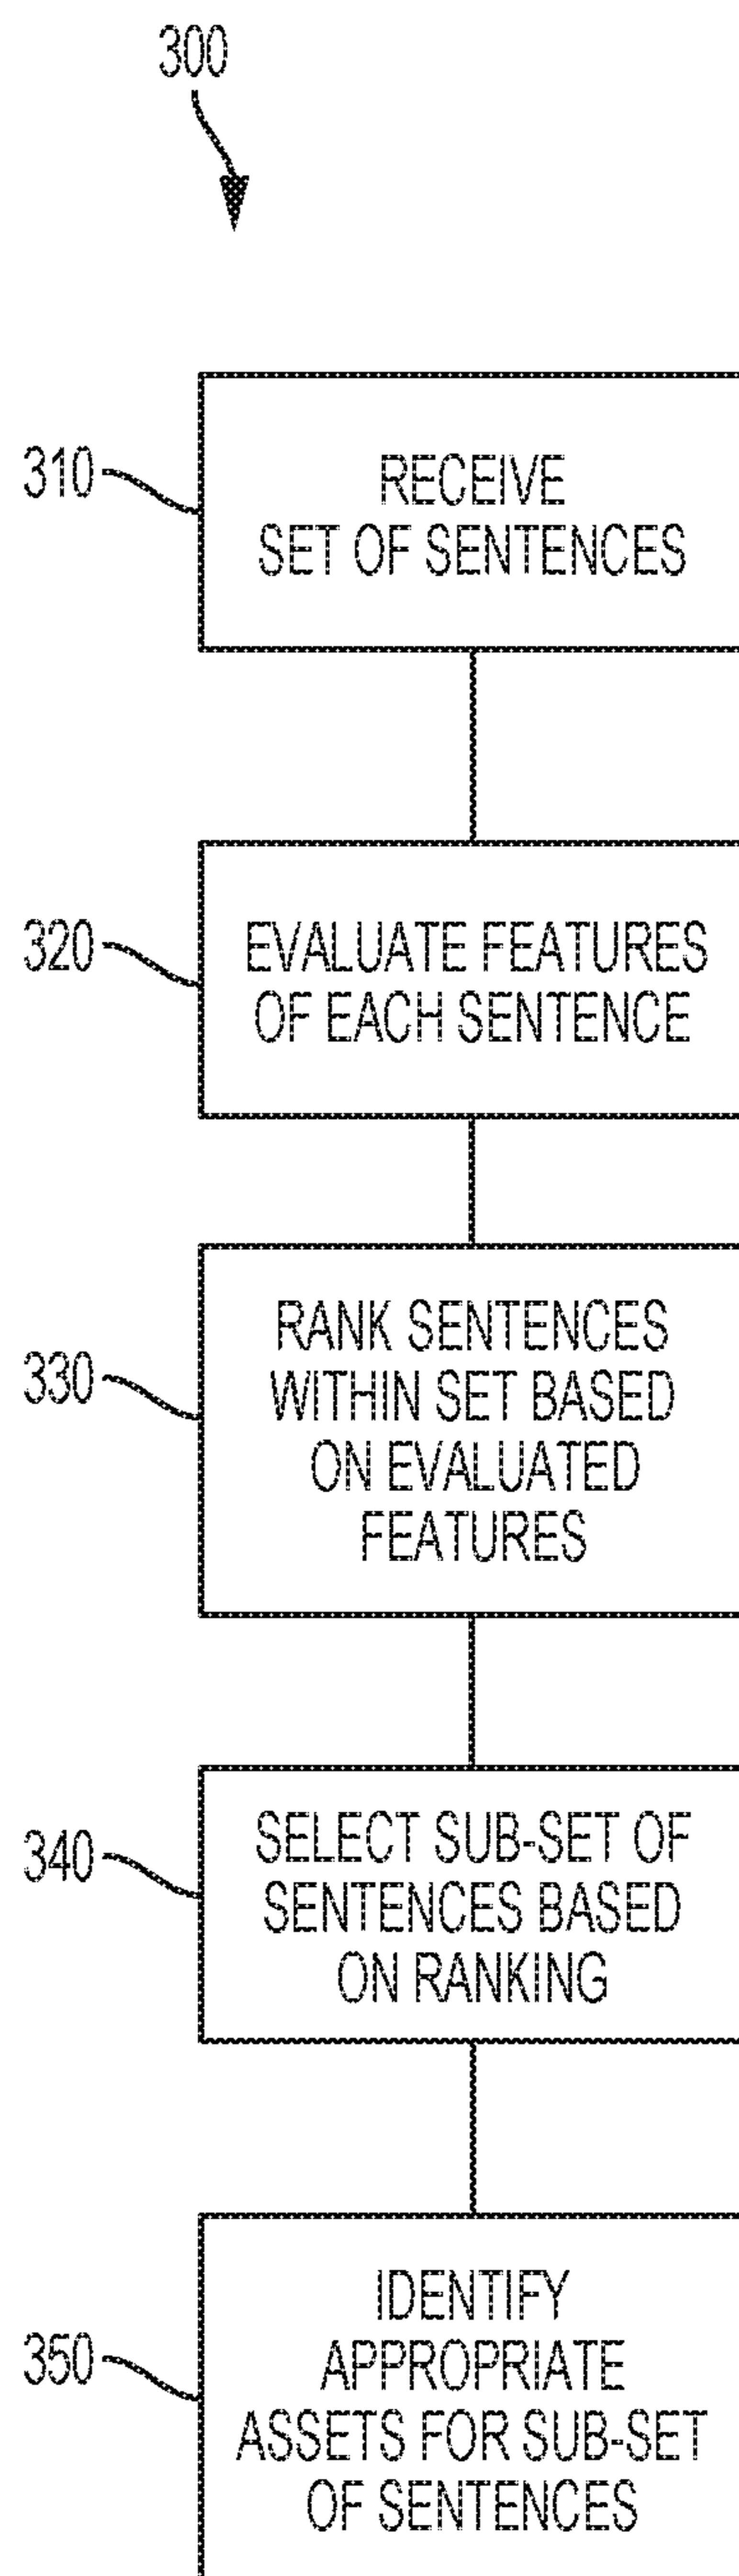 300
310
RECEIVE
SET OF SENTENCES
320
EVALUATE FEATURES
OF EACH SENTENCE
330
RANK SENTENCES
WITHIN SET BASED
ON EVALUATED
FEATURES
340
SELECT SUB-SET OF
SENTENCES BASED
ON RANKING
350
IDENTIFY
APPROPRIATE
ASSETS FOR SUB-SET
OF SENTENCES